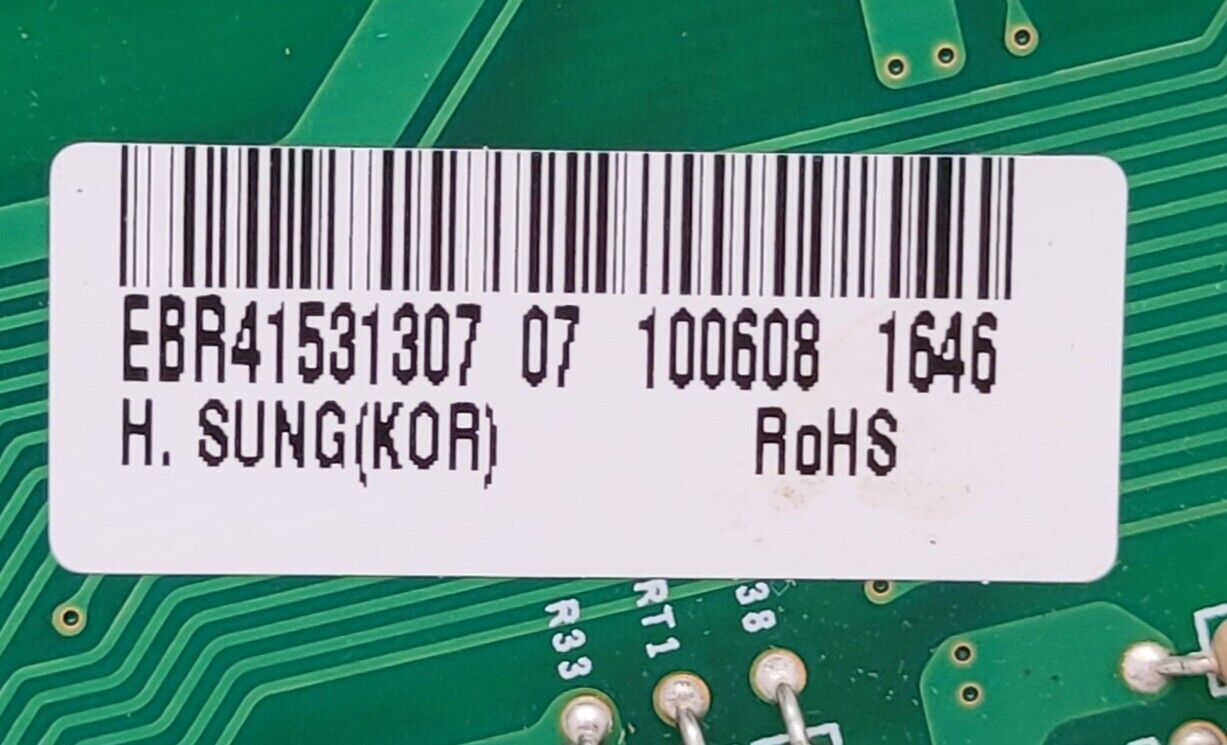 EBR41531307 07 100608 1646
H. SUNG(KOR) RoHS
R33
RT1
38